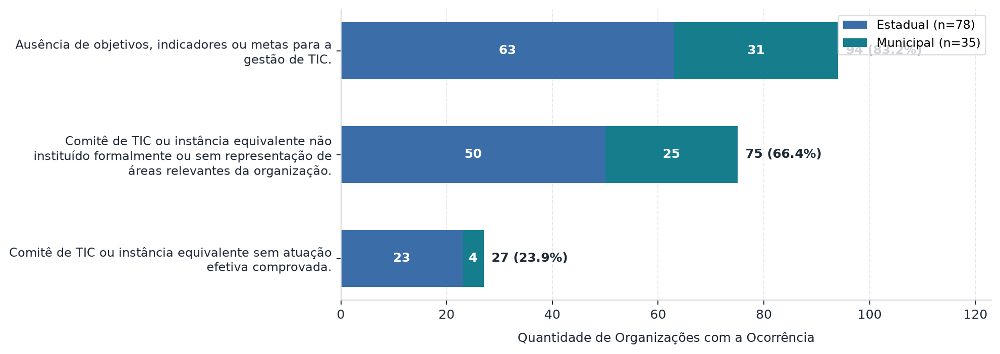 Ausência de objetivos, indicadores ou metas para a
gestão de TIC.
63
31
94 (83.2%)
Estadual (n=78)
Municipal (n=35)
Comitê de TIC ou instância equivalente não
instituído formalmente ou sem representação de
áreas relevantes da organização.
50
25
75 (66.4%)
Comitê de TIC ou instância equivalente sem atuação
efetiva comprovada.
23
4
27 (23.9%)
0
20
40
60
80
100
120
Quantidade de Organizações com a Ocorrência